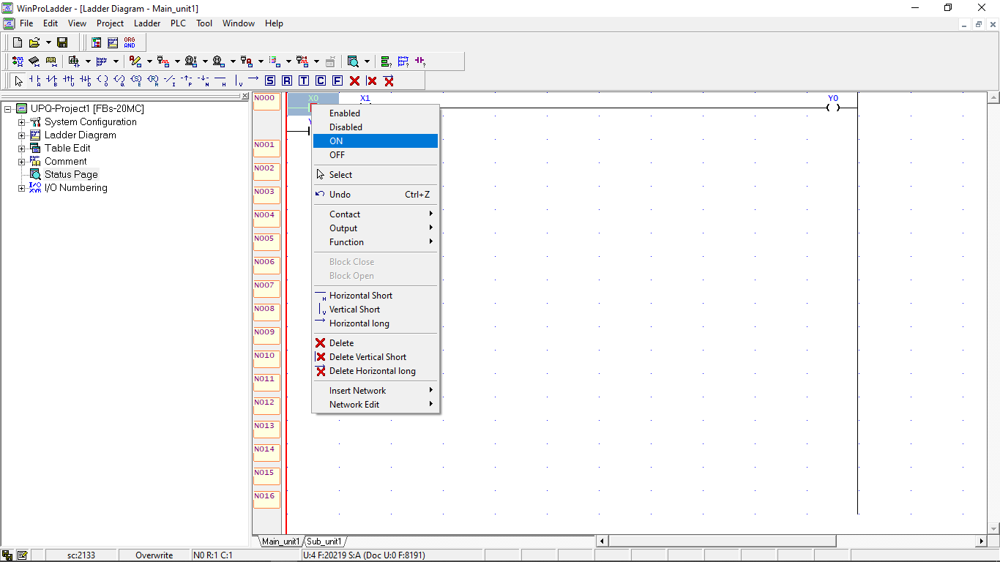 WinProLadder - [Ladder Diagram - Main_unit1]
File Edit View Project Ladder PLC Tool Window Help
ORG
AND
A B U D ( ) (/) (S) (R) I P N H V S R T C F
UPQ-Project1 [FBs-20MC]
System Configuration
Ladder Diagram
Table Edit
Comment
Status Page
I/O Numbering
N000 X0 X1 Y0
N001
N002
N003
N004
N005
N006
N007
N008
N009
N010
N011
N012
N013
N014
N015
N016
Enabled
Disabled
ON
OFF
Select
Undo Ctrl+Z
Contact
Output
Function
Block Close
Block Open
Horizontal Short
Vertical Short
Horizontal long
Delete
Delete Vertical Short
Delete Horizontal long
Insert Network
Network Edit
Main_unit1 Sub_unit1
sc:2133 Overwrite N0 R:1 C:1 U:4 F:20219 S:A (Doc U:0 F:8191)